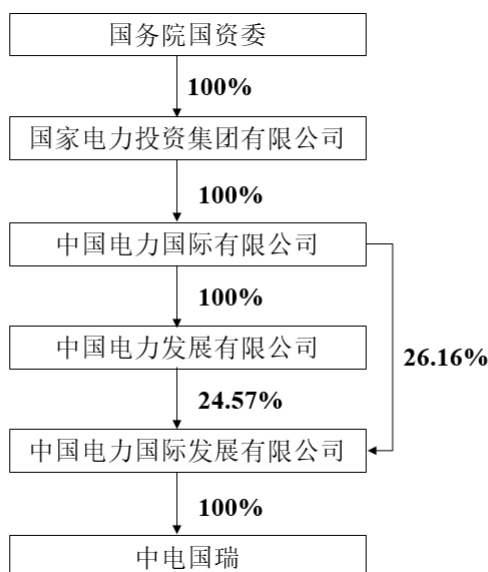 国务院国资委
100%
国家电力投资集团有限公司
100%
中国电力国际有限公司
100%
中国电力发展有限公司
26.16%
24.57%
中国电力国际发展有限公司
100%
中电国瑞